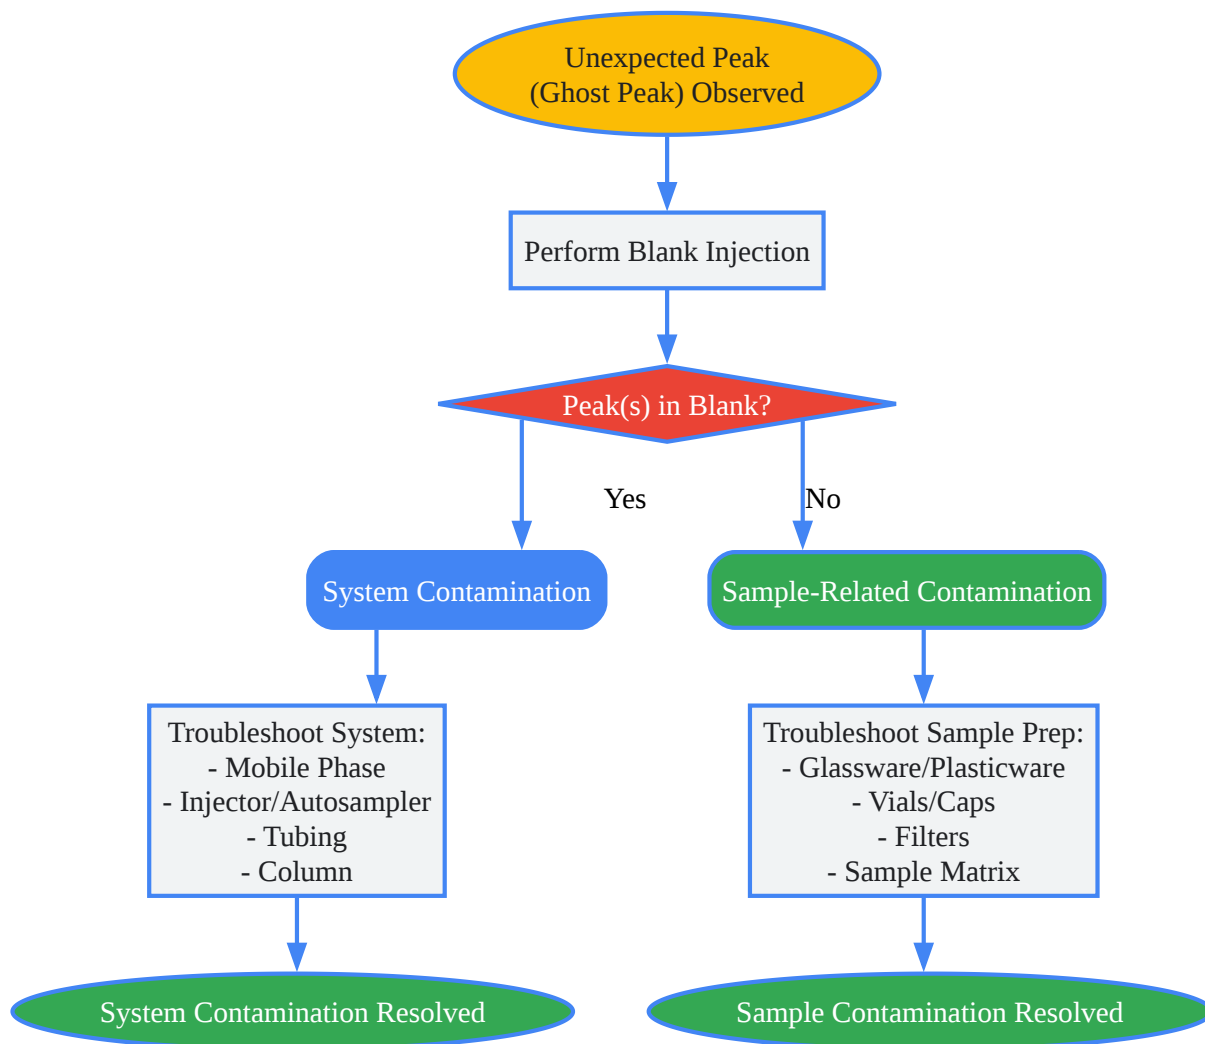 Unexpected Peak
(Ghost Peak) Observed
Perform Blank Injection
Peak(s) in Blank?
Yes
No
System Contamination
Sample-Related Contamination
Troubleshoot System:
- Mobile Phase
- Injector/Autosampler
- Tubing
- Column
Troubleshoot Sample Prep:
- Glassware/Plasticware
- Vials/Caps
- Filters
- Sample Matrix
System Contamination Resolved
Sample Contamination Resolved